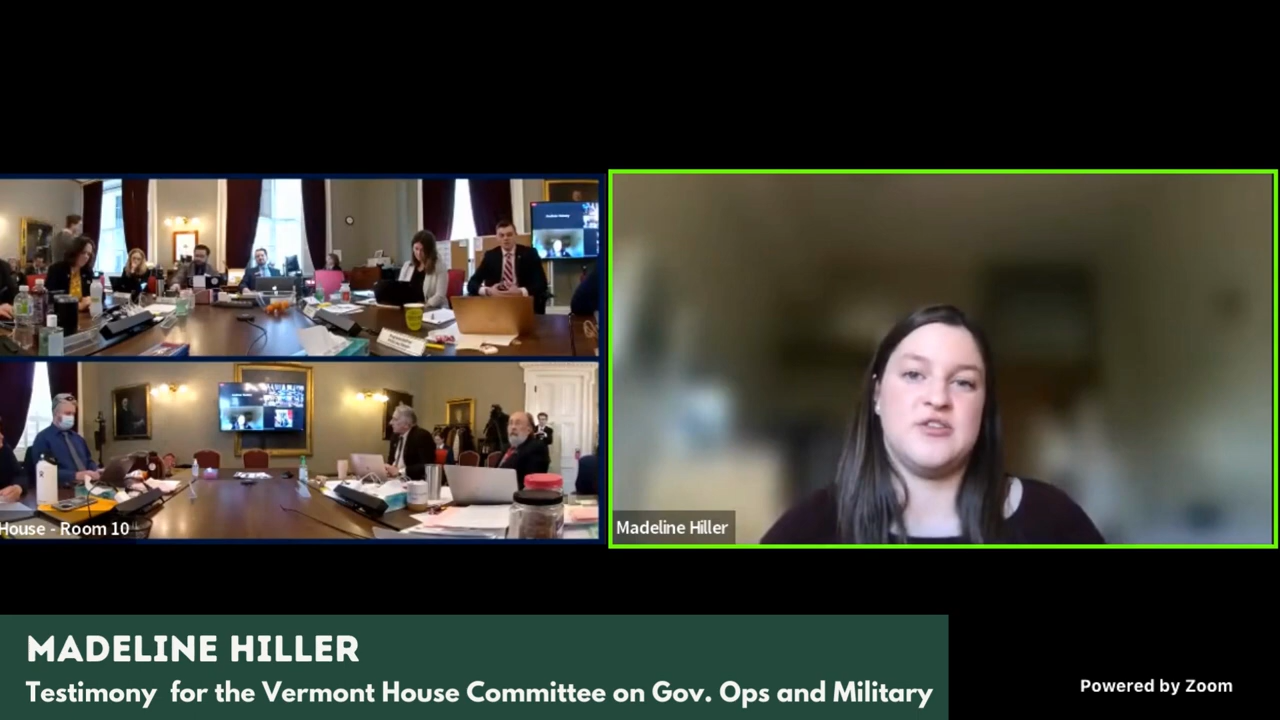 House - Room 10
Madeline Hiller
MADELINE HILLER
Testimony for the Vermont House Committee on Gov. Ops and Military
Powered by Zoom